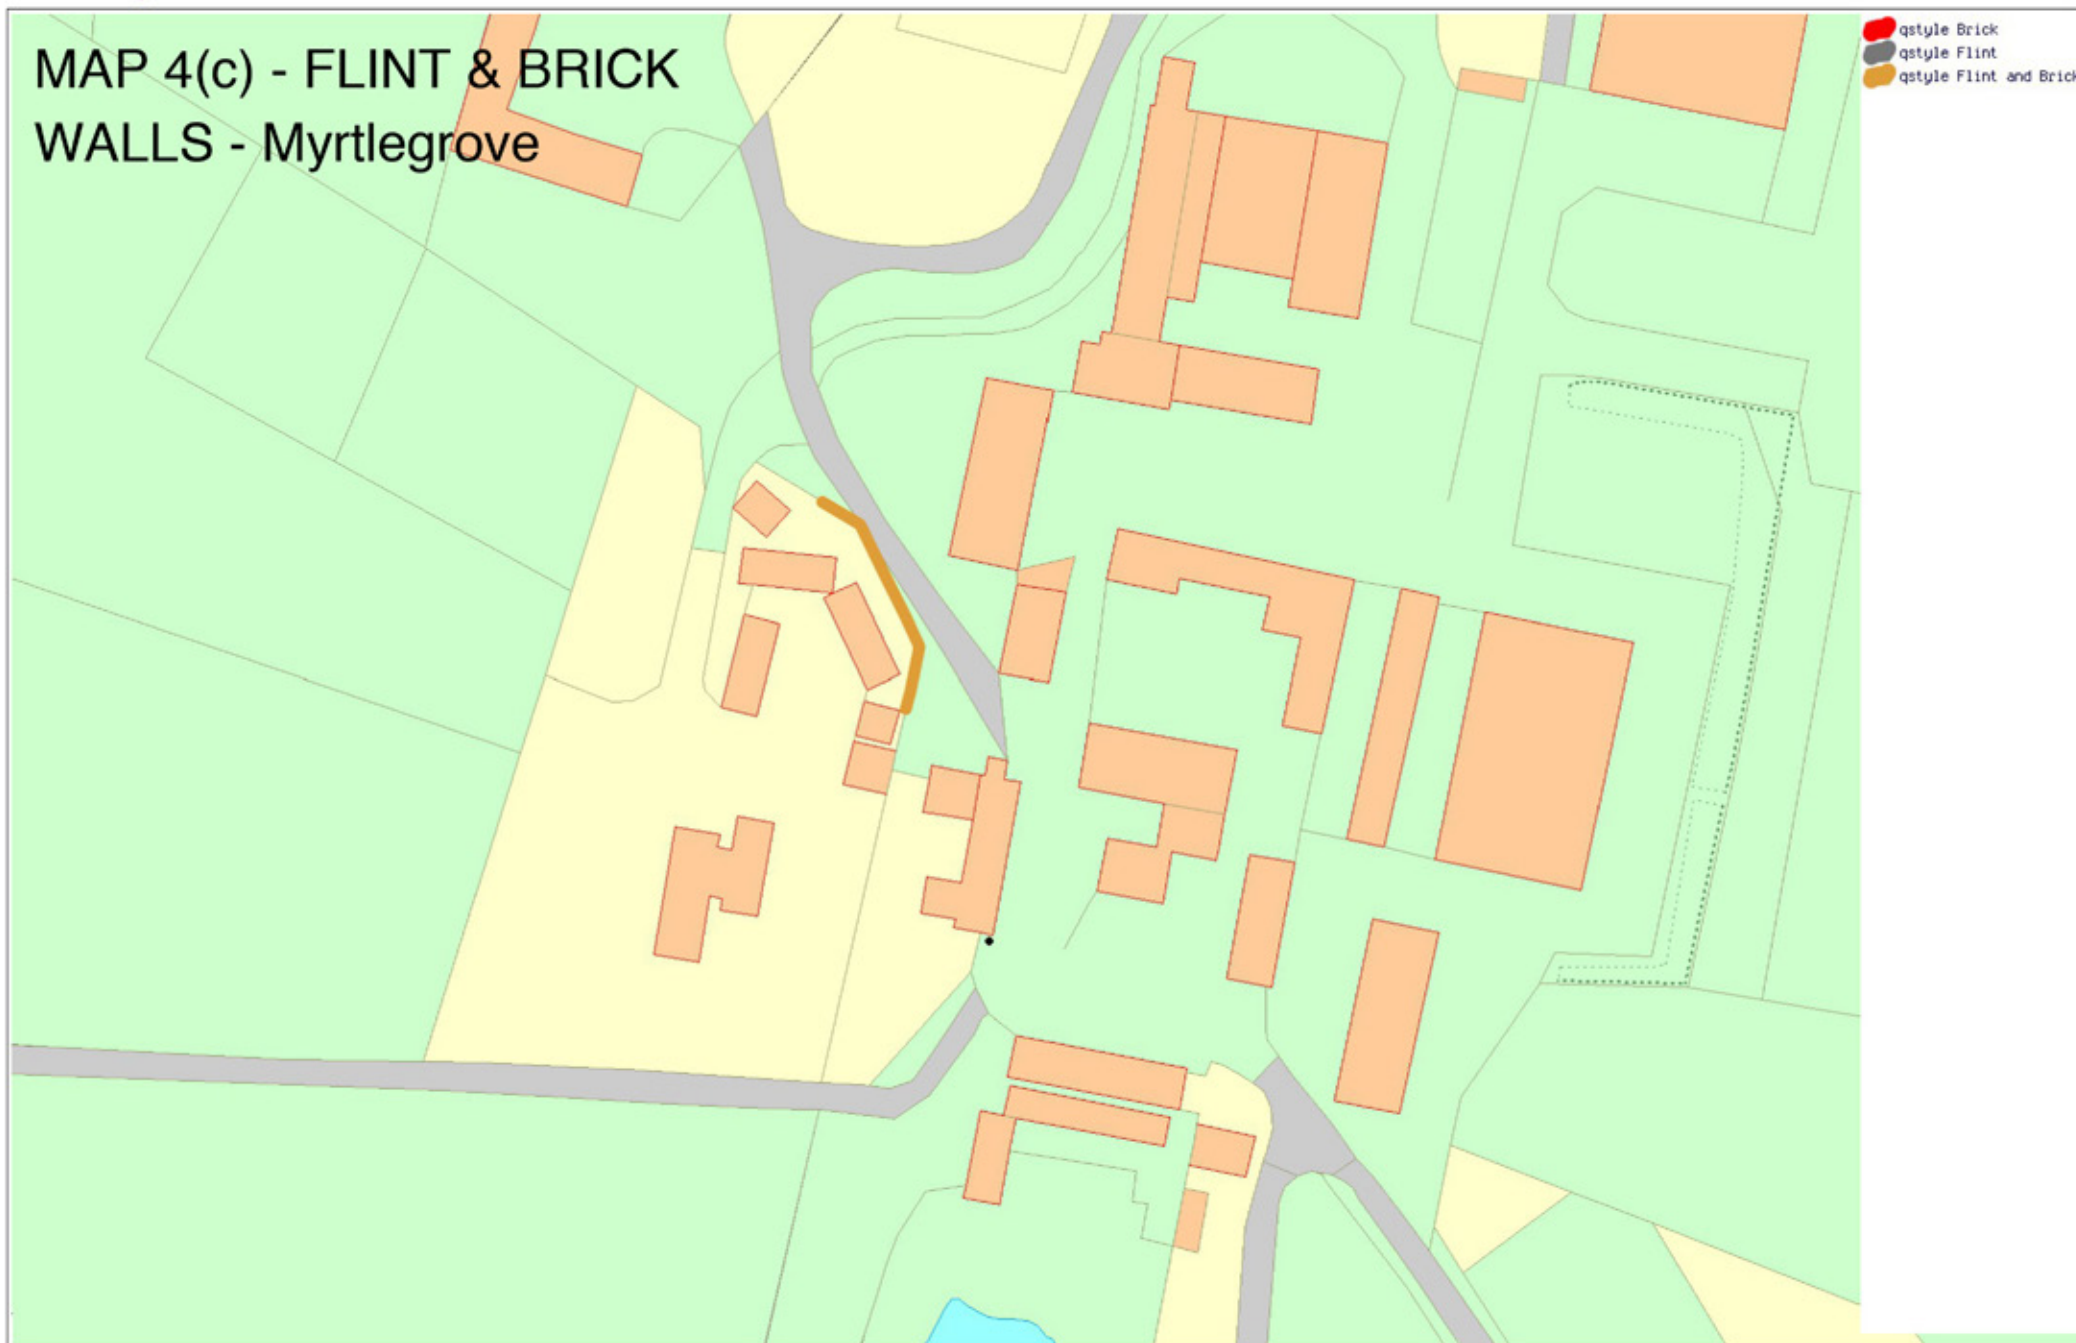 MAP 4(c) - FLINT & BRICK
WALLS - Myrtlegrove
qstyle Brick
qstyle Flint
qstyle Flint and Brick